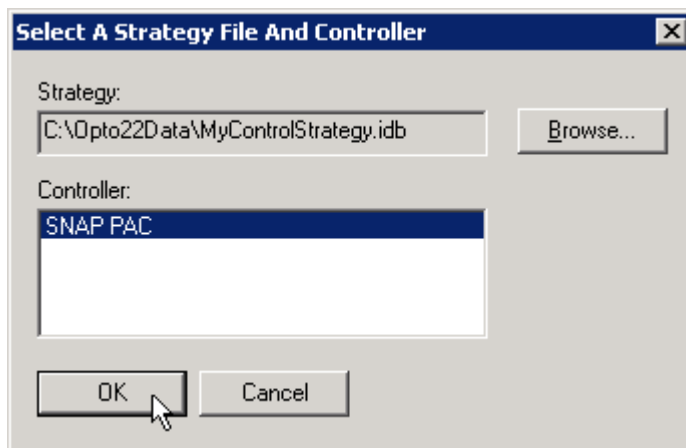 Select A Strategy File And Controller
Strategy:
C:\Opto22Data\MyControlStrategy.idb
Browse...
Controller:
SNAP PAC
OK
Cancel